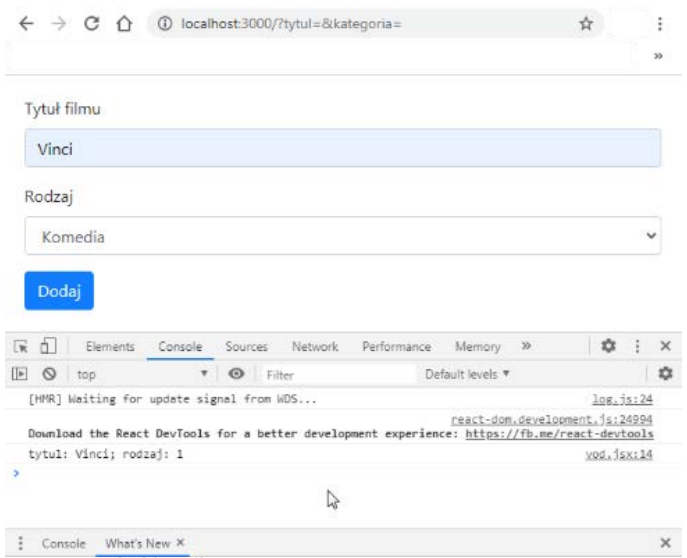 localhost:3000/?tytul=&kategoria=
»
Tytuł filmu
Vinci
Rodzaj
Komedia
Dodaj
Elements Console Sources Network Performance Memory »
top Filter Default levels ▼
[HMR] Waiting for update signal from WDS... log.js:24
react-dom.development.js:24994
Download the React DevTools for a better development experience: https://fb.me/react-devtools
tytul: Vinci; rodzaj: 1 vod.jsx:14
>
Console What's New ×